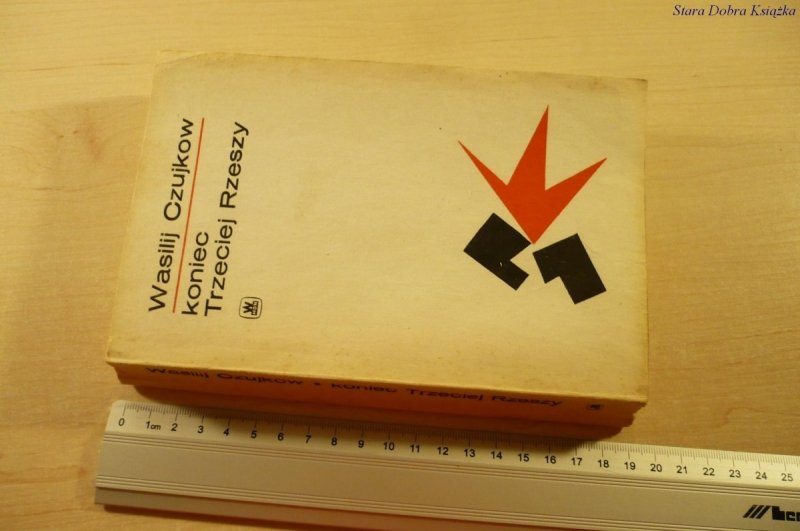 Stara Dobra Książka
Wasilij Czujkow
koniec
Trzeciej Rzeszy
Wasilij Czujkow • koniec Trzeciej Rzeszy
0 1cm 2 3 4 5 6 7 8 9 10 11 12 13 14 15 16 17 18 19 20 21 22 23 24 25